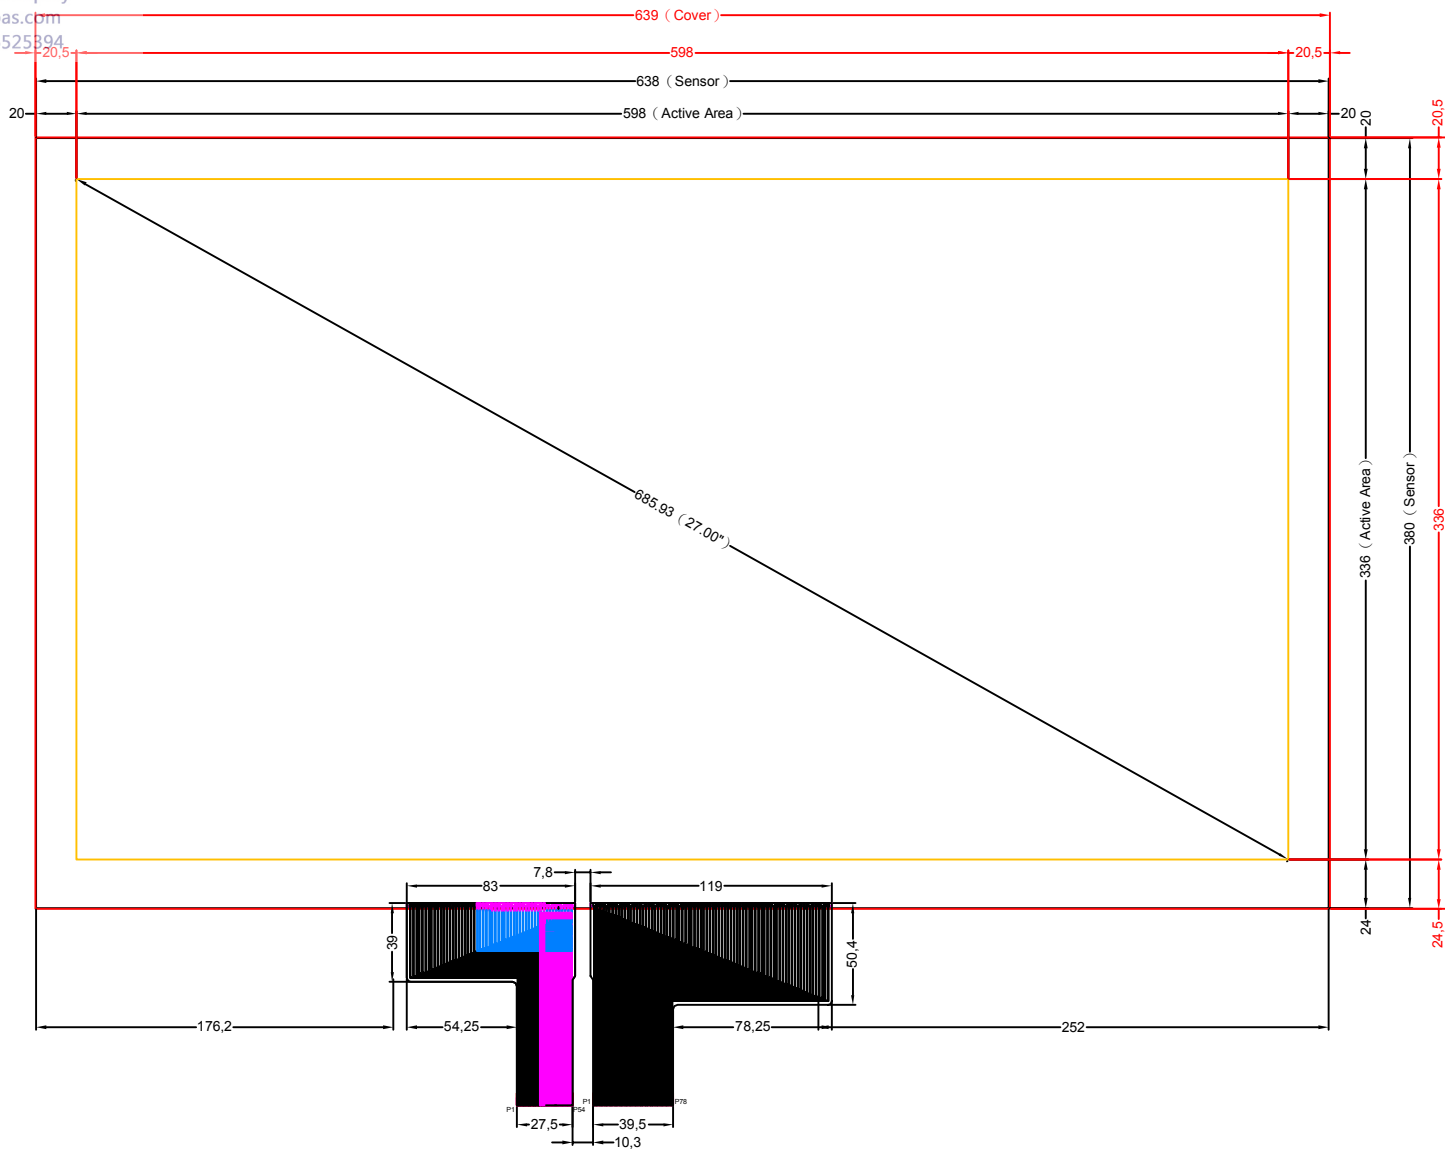 as.com
525394
639（Cover）
20,5
598
20,5
638（Sensor）
20
598（Active Area）
20
20
20,5
685.93（27.00"）
336（Active Area）
380（Sensor）
336
7,8
83
119
39
50,4
24
24,5
176,2
54,25
78,25
252
P1
P54
P1
P78
27,5
39,5
10,3